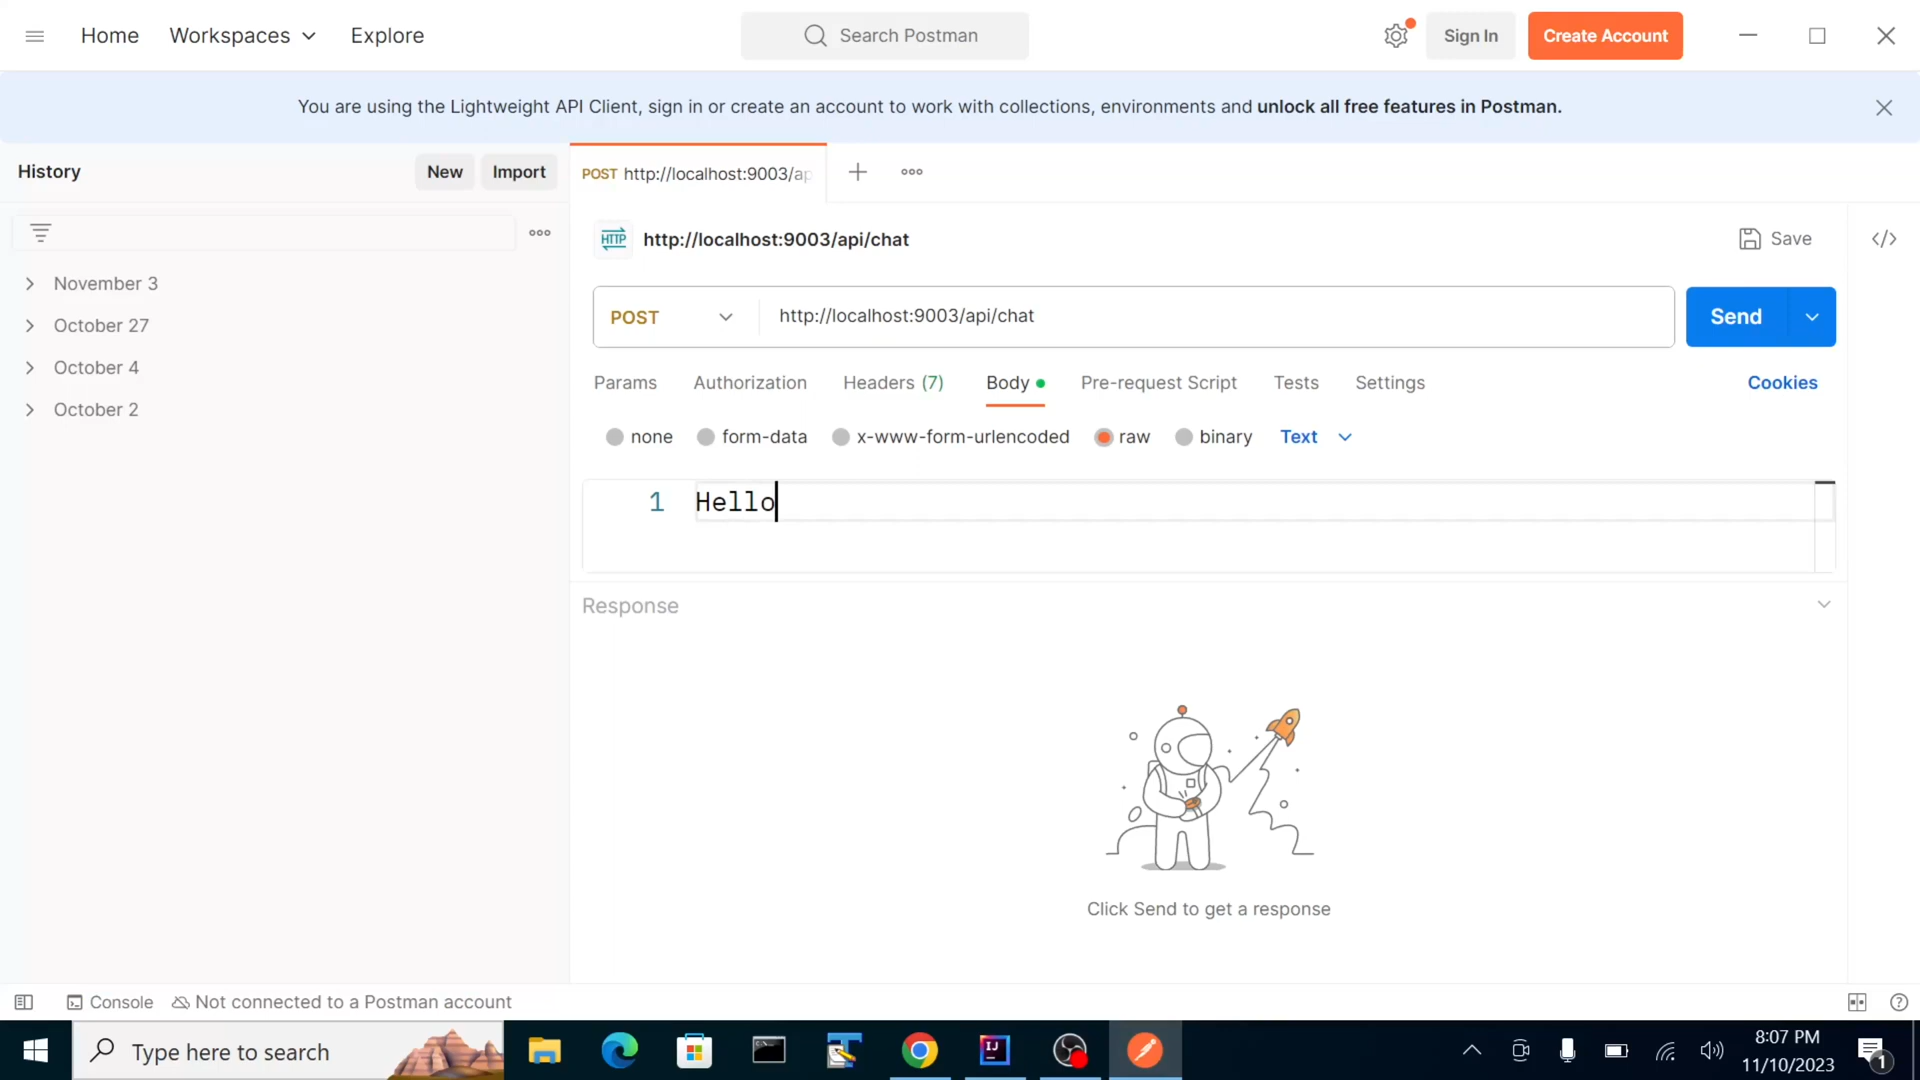 Home Workspaces Explore Search Postman Sign In Create Account
You are using the Lightweight API Client, sign in or create an account to work with collections, environments and unlock all free features in Postman.
History New Import
POST http://localhost:9003/ap
HTTP http://localhost:9003/api/chat Save </>
November 3
October 27
October 4
October 2
POST http://localhost:9003/api/chat Send
Params Authorization Headers (7) Body Pre-request Script Tests Settings Cookies
none form-data x-www-form-urlencoded raw binary Text
1 Hello
Response
Click Send to get a response
Console Not connected to a Postman account
Type here to search
IJ
8:07 PM
11/10/2023
1